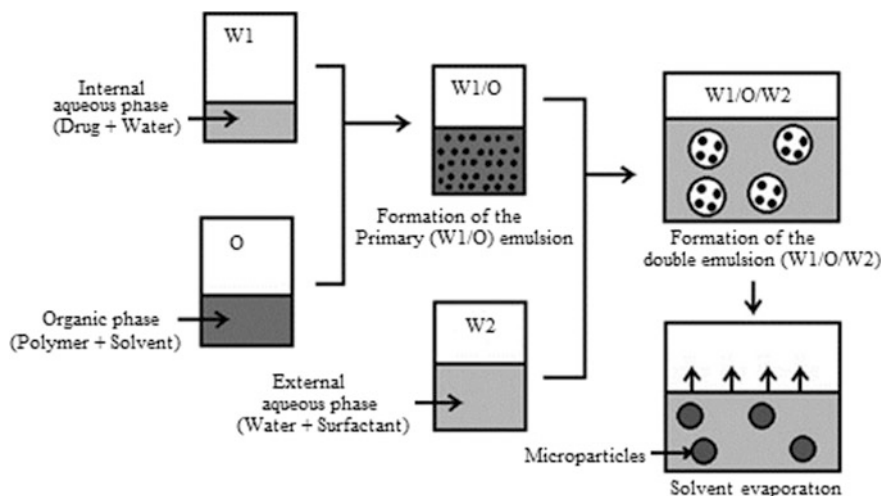 W1
Internal
aqueous phase
(Drug + Water)
O
Organic phase
(Polymer + Solvent)
W1/O
Formation of the
Primary (W1/O) emulsion
W2
External
aqueous phase
(Water + Surfactant)
W1/O/W2
Formation of the
double emulsion (W1/O/W2)
Microparticles
Solvent evaporation